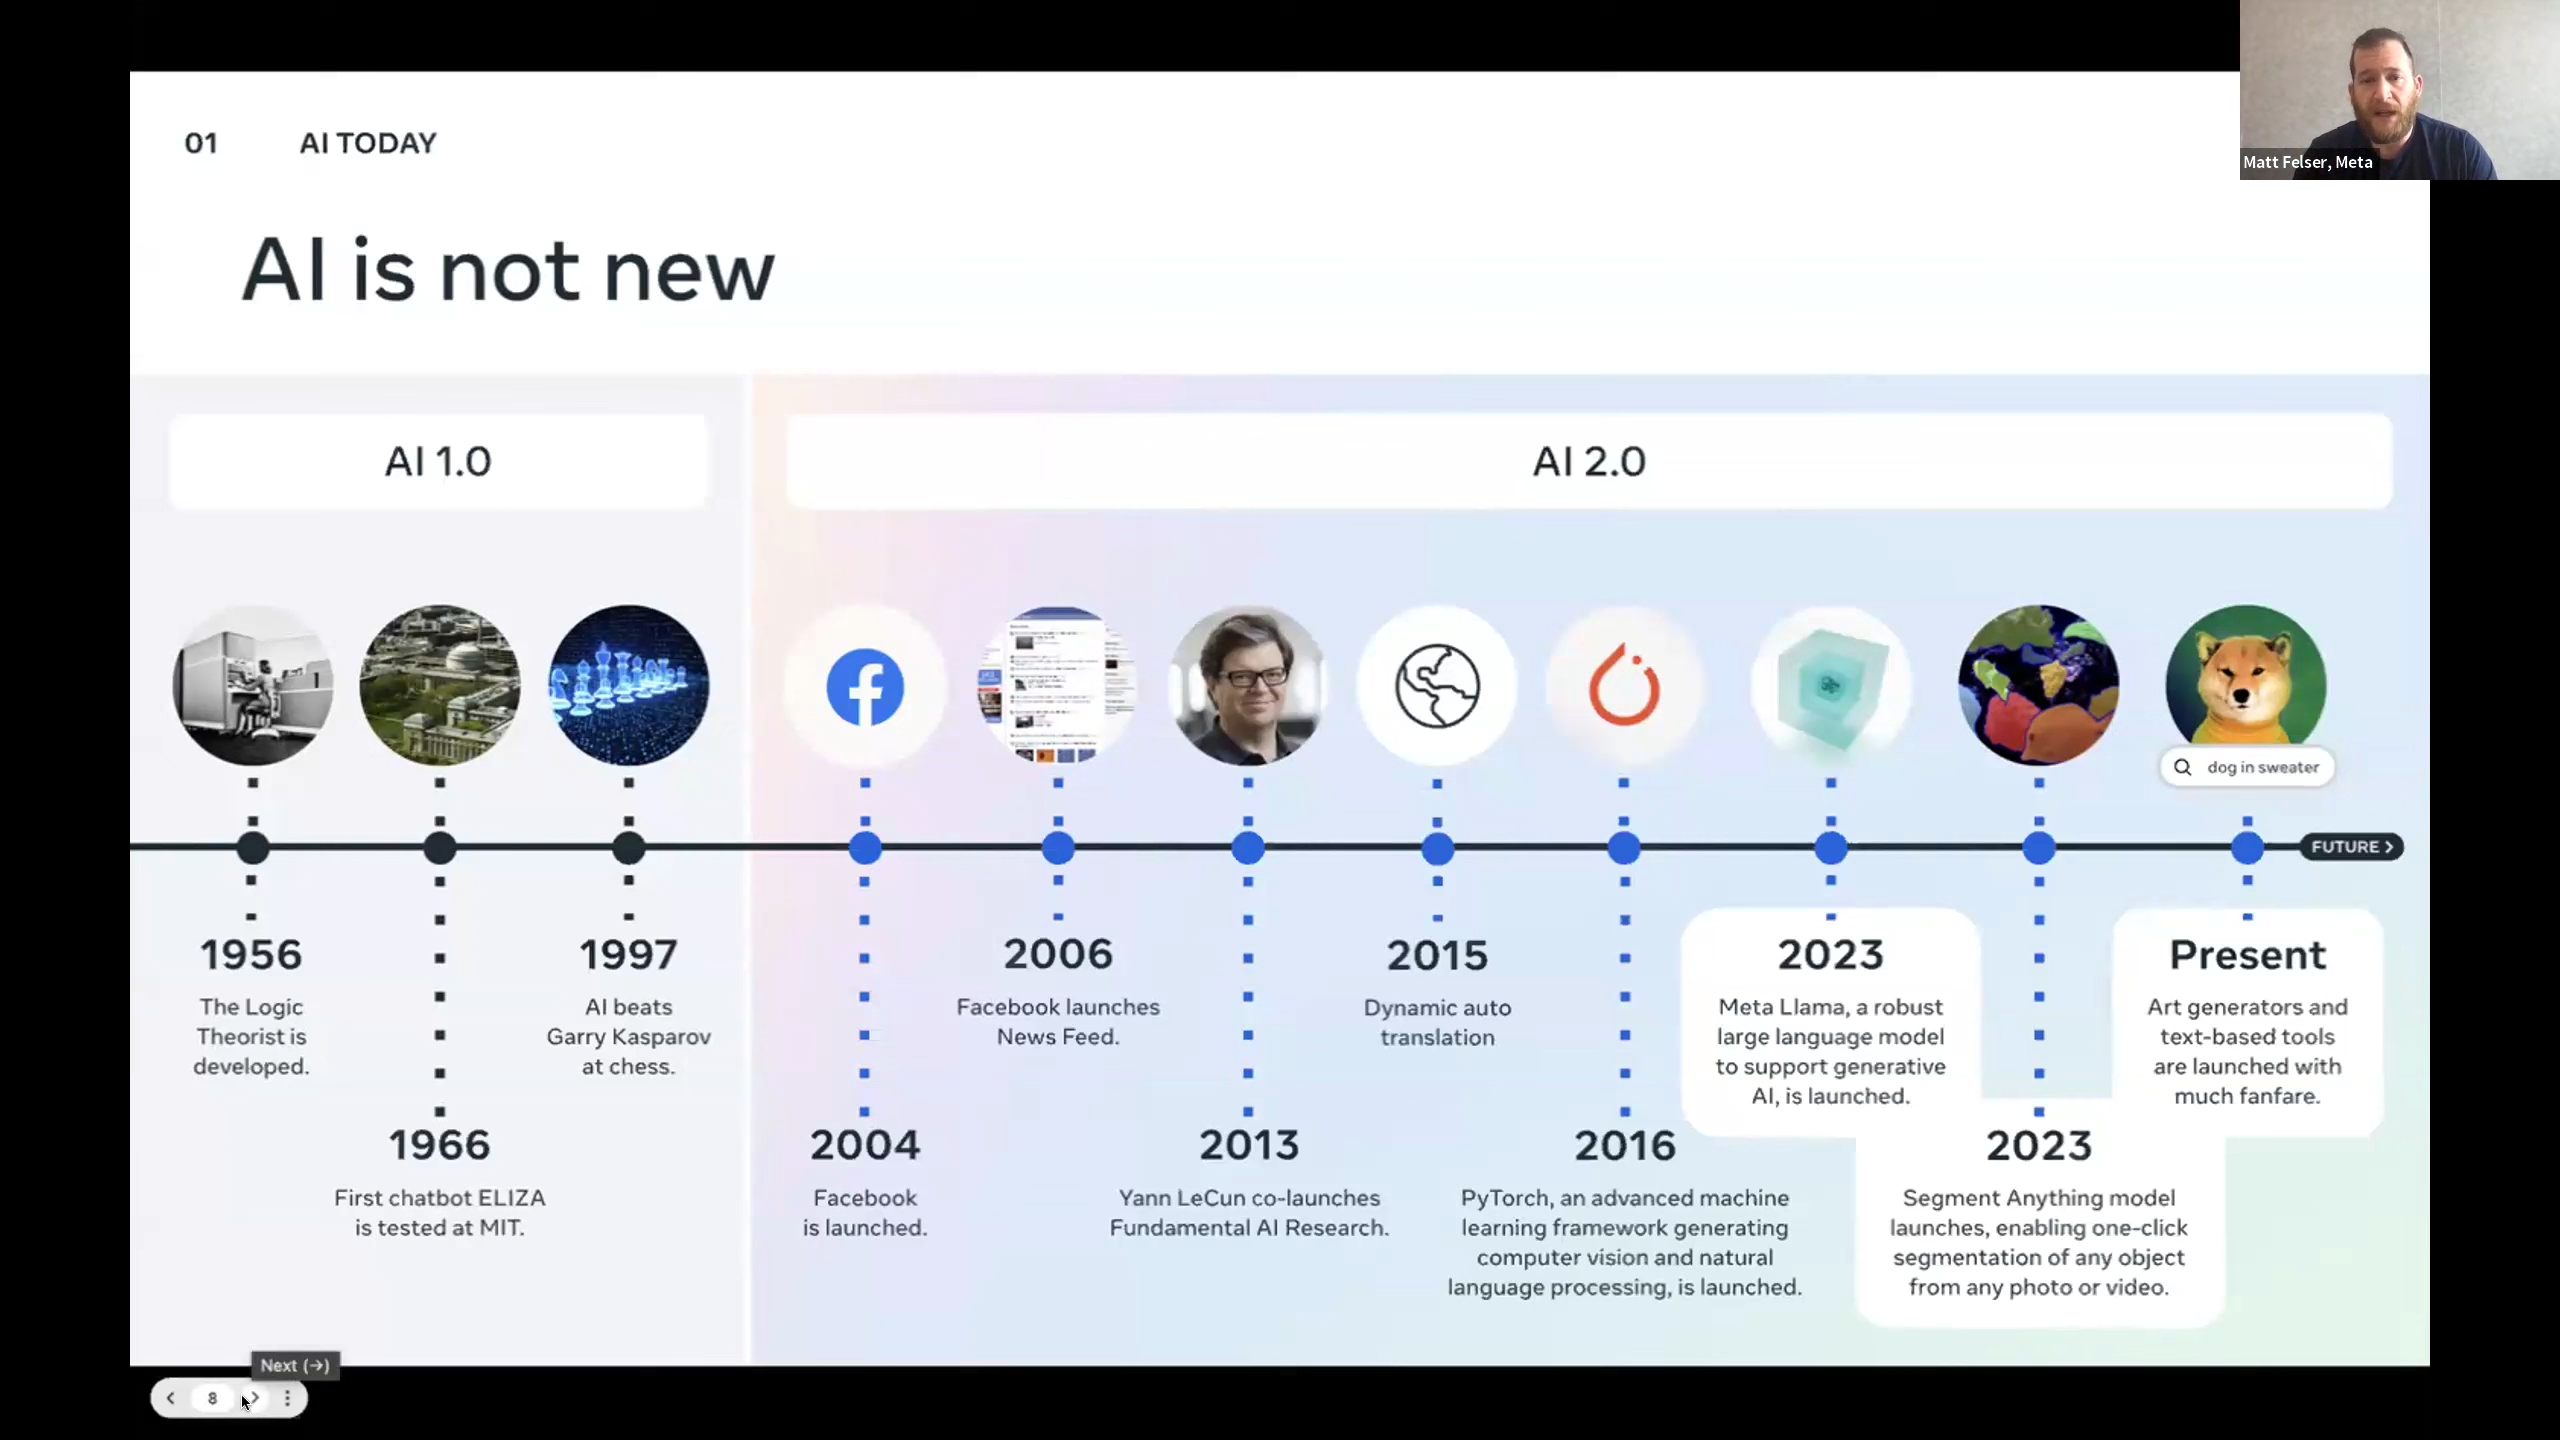 01 AI TODAY
Matt Felser, Meta
AI is not new
AI 1.0
AI 2.0
dog in sweater
FUTURE
1956
The Logic
Theorist is
developed.
1966
First chatbot ELIZA
is tested at MIT.
1997
AI beats
Garry Kasparov
at chess.
2004
Facebook
is launched.
2006
Facebook launches
News Feed.
2013
Yann LeCun co-launches
Fundamental AI Research.
2015
Dynamic auto
translation
2016
PyTorch, an advanced machine
learning framework generating
computer vision and natural
language processing, is launched.
2023
Meta Llama, a robust
large language model
to support generative
AI, is launched.
2023
Segment Anything model
launches, enabling one-click
segmentation of any object
from any photo or video.
Present
Art generators and
text-based tools
are launched with
much fanfare.
Next (→)
8